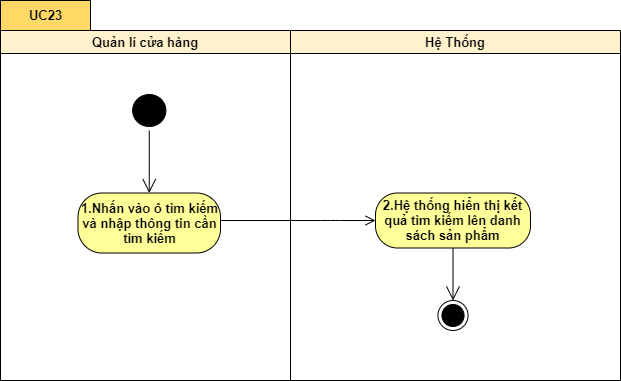 UC23
Quản lí cửa hàng
Hệ Thống
1.Nhấn vào ô tìm kiếm
và nhập thông tin cần
tìm kiếm
2.Hệ thống hiển thị kết
quả tìm kiếm lên danh
sách sản phẩm